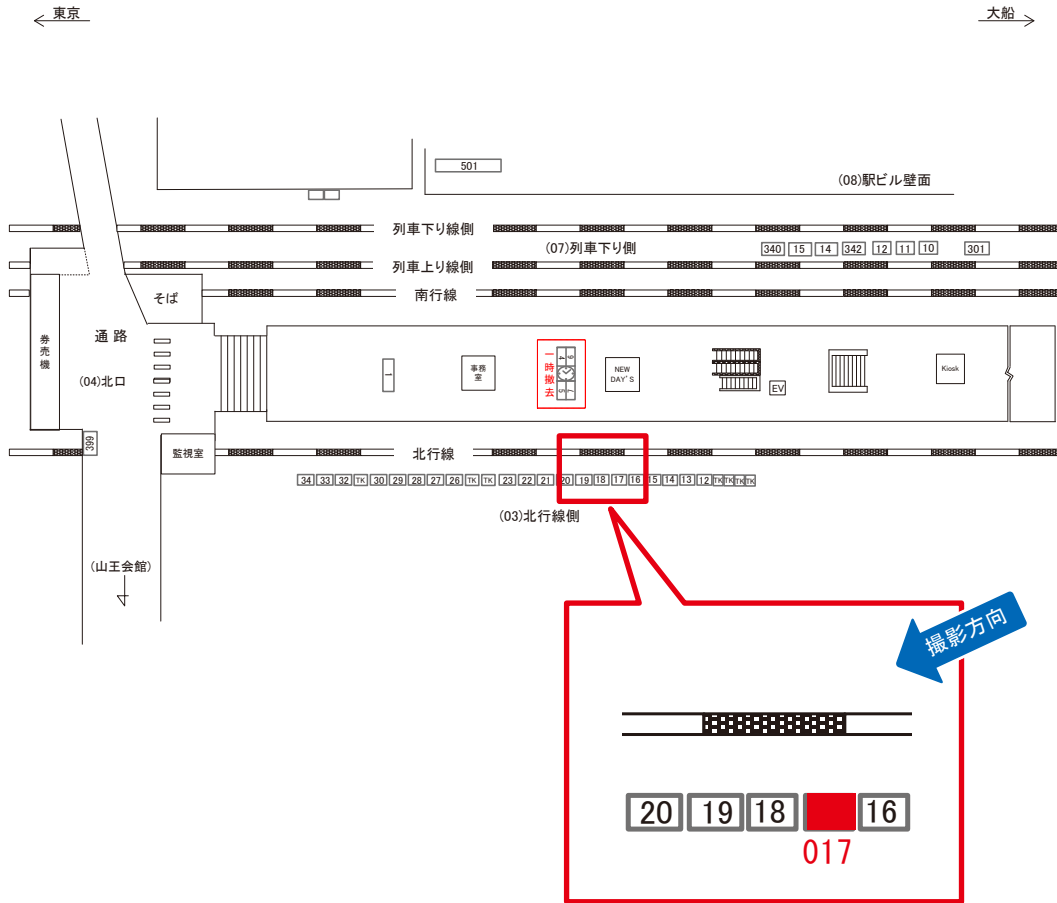 東京
大船
501
(08)駅ビル壁面
列車下り線側
(07)列車下り側
340 15 14 342 12 11 10 301
列車上り線側
南行線
そば
券売機
通路
(04)北口
1
事務室
一時撤去
9 4
7 5
NEW
DAY'S
EV
Kiosk
399
監視室
北行線
34 33 32 TK 30 29 28 27 26 TK TK 23 22 21 20 19 18 17 16 15 14 13 12 TK TK TK TK
(03)北行線側
(山王会館)
撮影方向
20 19 18 16
017